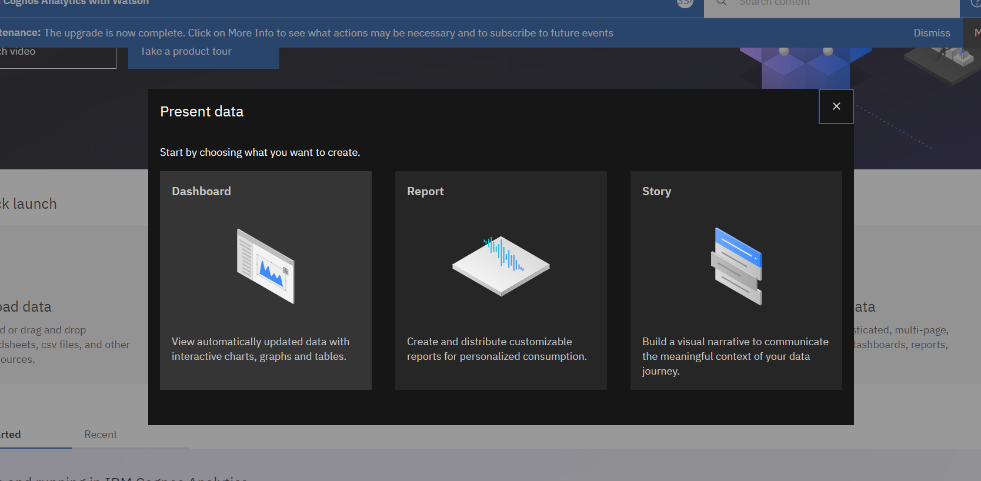 Cognos Analytics with Watson
Search content
tenance: The upgrade is now complete. Click on More Info to see what actions may be necessary and to subscribe to future events
Dismiss
ch video
Take a product tour
Present data
Start by choosing what you want to create.
Dashboard
Report
Story
View automatically updated data with
interactive charts, graphs and tables.
Create and distribute customizable
reports for personalized consumption.
Build a visual narrative to communicate
the meaningful context of your data
journey.
ck launch
oad data
d or drag and drop
dsheets, csv files, and other
ources.
ata
sticated, multi-page,
dashboards, reports,
rted
Recent
running in IBM Cognos Analytics